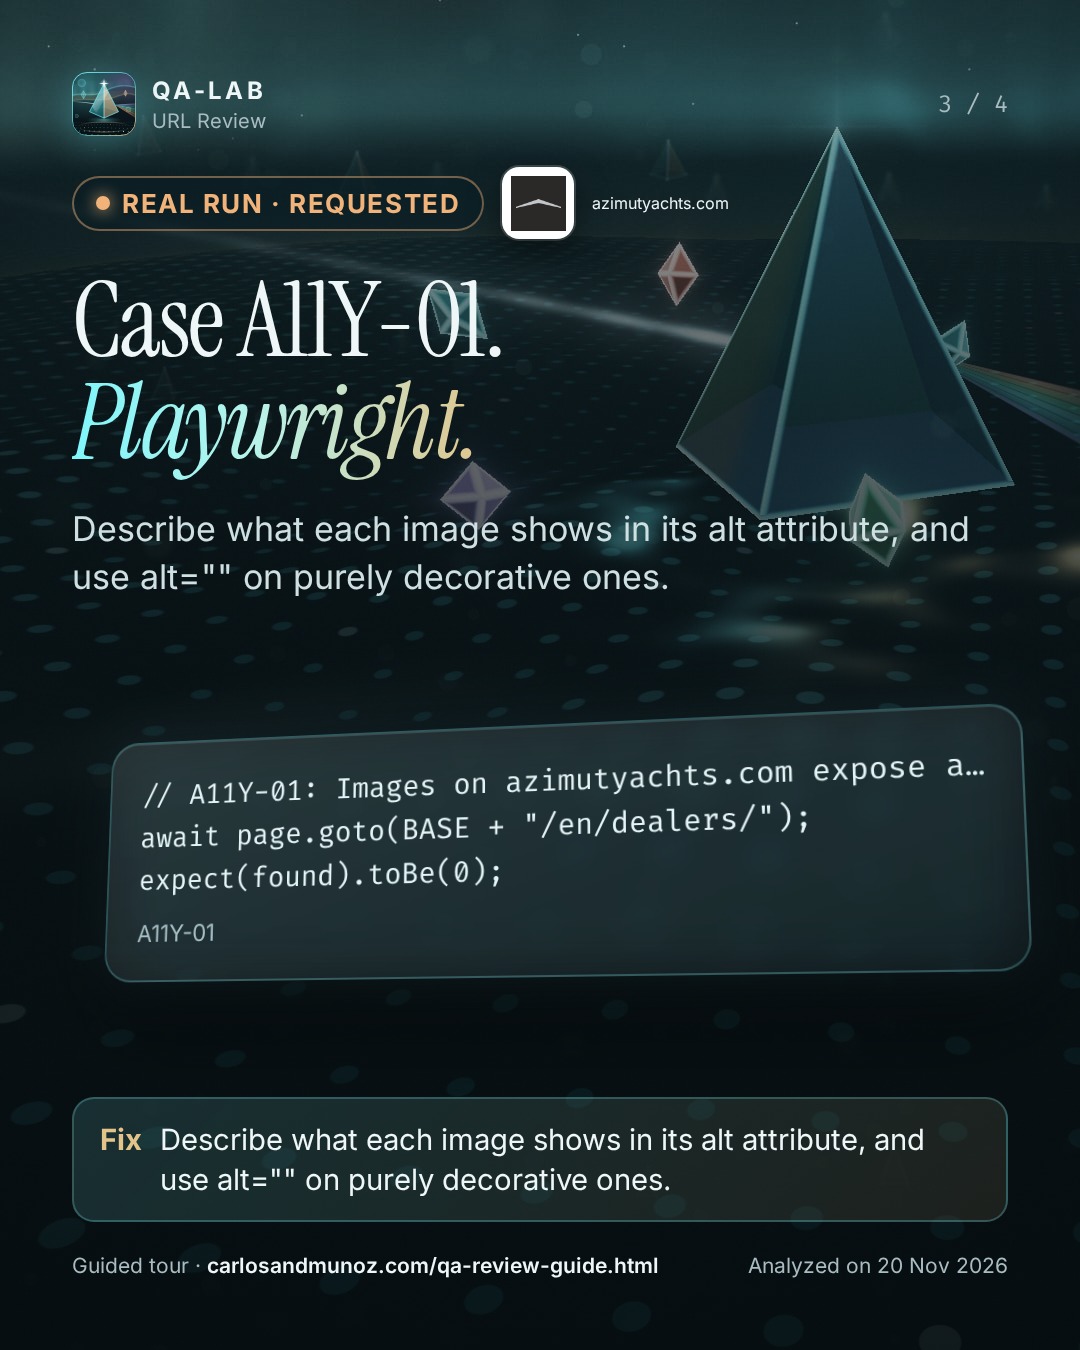 QA-LAB
URL Review
3 / 4
REAL RUN · REQUESTED
azimutyachts.com
Case A11Y-01.
Playwright.
Describe what each image shows in its alt attribute, and
use alt="" on purely decorative ones.
// A11Y-01: Images on azimutyachts.com expose a…
await page.goto(BASE + "/en/dealers/");
expect(found).toBe(0);
A11Y-01
Fix Describe what each image shows in its alt attribute, and
use alt="" on purely decorative ones.
Guided tour · carlosandmunoz.com/qa-review-guide.html
Analyzed on 20 Nov 2026